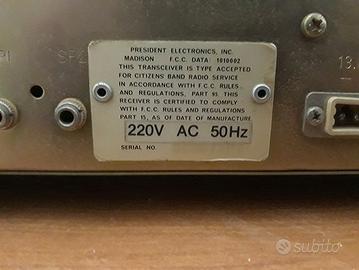 PRESIDENT ELECTRONICS, INC.
MADISON F.C.C. DATA: 1010602
THIS TRANSCEIVER IS TYPE ACCEPTED
FOR CITIZENS' BAND RADIO SERVICE
IN ACCORDANCE WITH F.C.C. RULES
AND REGULATIONS, PART 95. THIS
RECEIVER IS CERTIFIED TO COMPLY
WITH F.C.C. RULES AND REGULATIONS
PART 15, AS OF DATE OF MANUFACTURE
220V AC 50Hz
SERIAL NO.
13.
subito